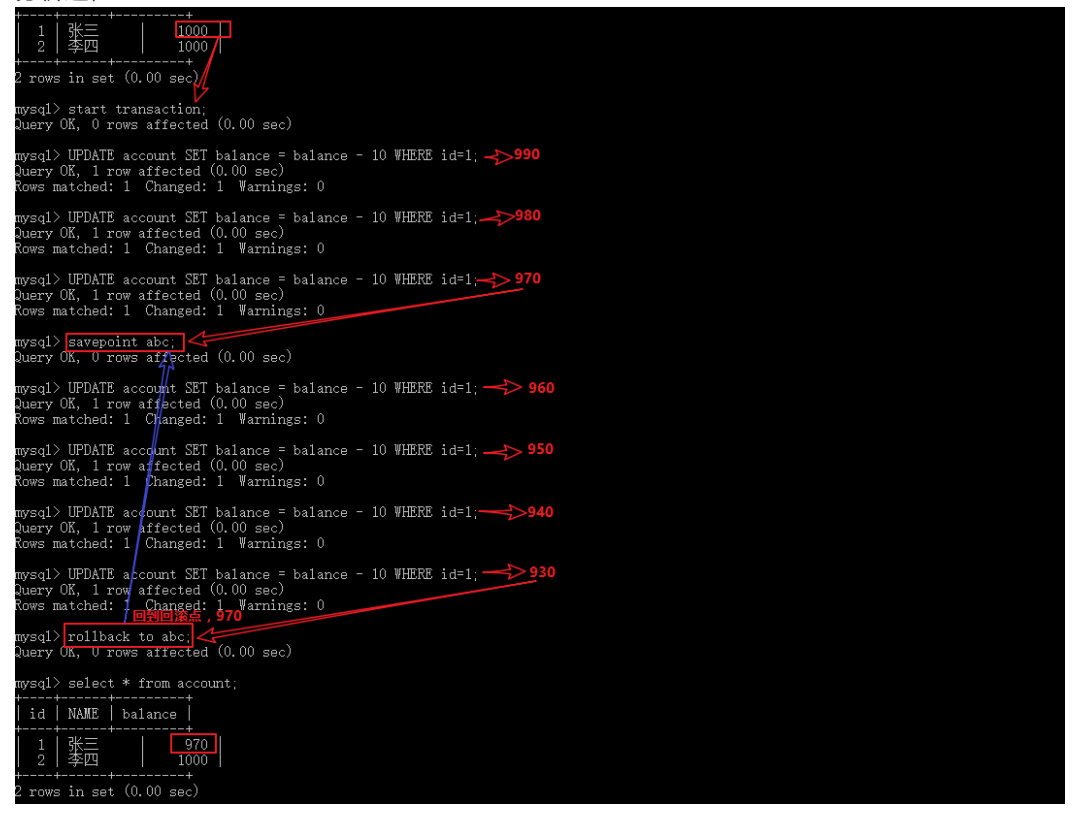 +----+------+---------+
| 1 | 张三 | 1000 |
| 2 | 李四 | 1000 |
+----+------+---------+
2 rows in set (0.00 sec)
mysql> start transaction;
Query OK, 0 rows affected (0.00 sec)
mysql> UPDATE account SET balance = balance - 10 WHERE id=1; 990
Query OK, 1 row affected (0.00 sec)
Rows matched: 1 Changed: 1 Warnings: 0
mysql> UPDATE account SET balance = balance - 10 WHERE id=1; 980
Query OK, 1 row affected (0.00 sec)
Rows matched: 1 Changed: 1 Warnings: 0
mysql> UPDATE account SET balance = balance - 10 WHERE id=1; 970
Query OK, 1 row affected (0.00 sec)
Rows matched: 1 Changed: 1 Warnings: 0
mysql> savepoint abc;
Query OK, 0 rows affected (0.00 sec)
mysql> UPDATE account SET balance = balance - 10 WHERE id=1; 960
Query OK, 1 row affected (0.00 sec)
Rows matched: 1 Changed: 1 Warnings: 0
mysql> UPDATE account SET balance = balance - 10 WHERE id=1; 950
Query OK, 1 row affected (0.00 sec)
Rows matched: 1 Changed: 1 Warnings: 0
mysql> UPDATE account SET balance = balance - 10 WHERE id=1; 940
Query OK, 1 row affected (0.00 sec)
Rows matched: 1 Changed: 1 Warnings: 0
mysql> UPDATE account SET balance = balance - 10 WHERE id=1; 930
Query OK, 1 row affected (0.00 sec)
Rows matched: 1 Changed: 1 Warnings: 0
回到回滚点，970
mysql> rollback to abc;
Query OK, 0 rows affected (0.00 sec)
mysql> select * from account;
+----+------+---------+
| id | NAME | balance |
+----+------+---------+
| 1 | 张三 | 970 |
| 2 | 李四 | 1000 |
+----+------+---------+
2 rows in set (0.00 sec)